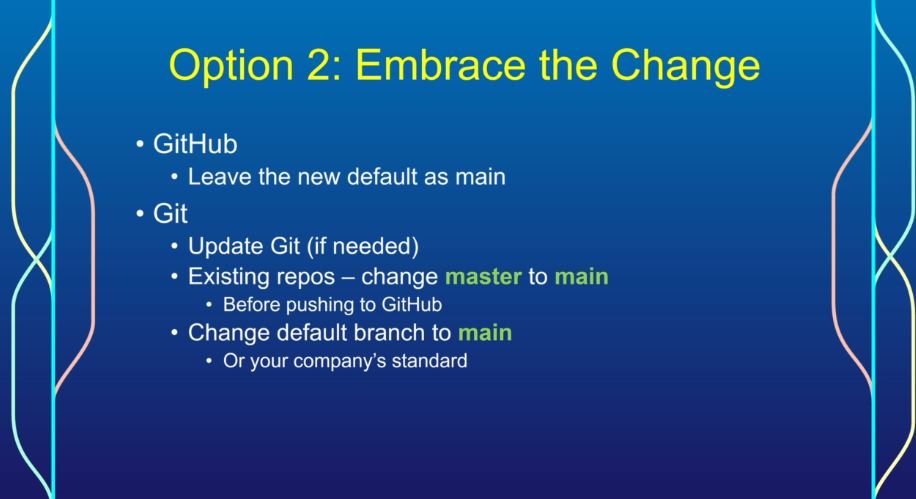 Option 2: Embrace the Change
• GitHub
• Leave the new default as main
• Git
• Update Git (if needed)
• Existing repos – change master to main
• Before pushing to GitHub
• Change default branch to main
• Or your company’s standard